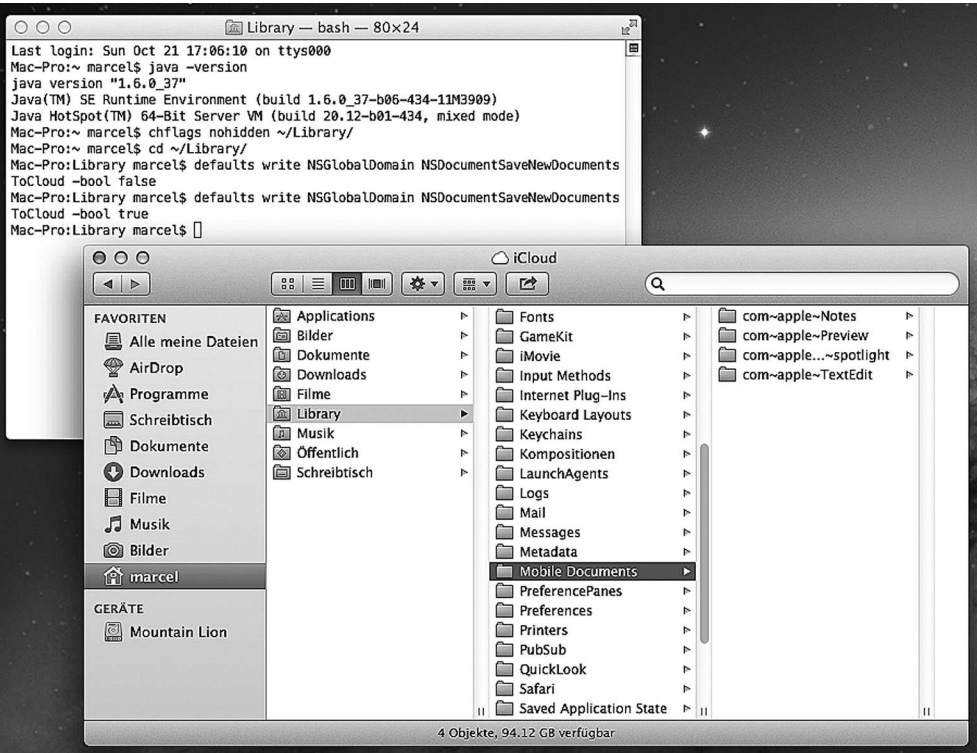 Library — bash — 80×24
Last login: Sun Oct 21 17:06:10 on ttys000
Mac-Pro:~ marcel$ java -version
java version "1.6.0_37"
Java(TM) SE Runtime Environment (build 1.6.0_37-b06-434-11M3909)
Java HotSpot(TM) 64-Bit Server VM (build 20.12-b01-434, mixed mode)
Mac-Pro:~ marcel$ chflags nohidden ~/Library/
Mac-Pro:~ marcel$ cd ~/Library/
Mac-Pro:Library marcel$ defaults write NSGlobalDomain NSDocumentSaveNewDocuments
ToCloud -bool false
Mac-Pro:Library marcel$ defaults write NSGlobalDomain NSDocumentSaveNewDocuments
ToCloud -bool true
Mac-Pro:Library marcel$
iCloud
FAVORITEN
Alle meine Dateien
AirDrop
Programme
Schreibtisch
Dokumente
Downloads
Filme
Musik
Bilder
marcel
GERÄTE
Mountain Lion
Applications
Bilder
Dokumente
Downloads
Filme
Library
Musik
Öffentlich
Schreibtisch
Fonts
GameKit
iMovie
Input Methods
Internet Plug-Ins
Keyboard Layouts
Keychains
Kompositionen
LaunchAgents
Logs
Mail
Messages
Metadata
Mobile Documents
PreferencePanes
Preferences
Printers
PubSub
QuickLook
Safari
Saved Application State
com~apple~Notes
com~apple~Preview
com~apple...~spotlight
com~apple~TextEdit
4 Objekte, 94.12 GB verfügbar